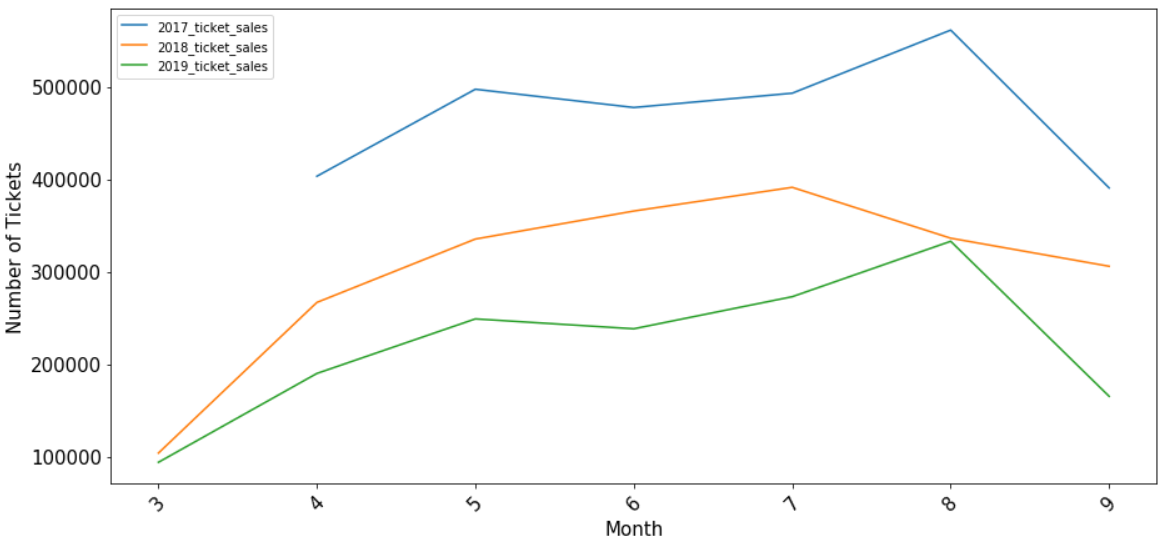 2017_ticket_sales
2018_ticket_sales
2019_ticket_sales
500000
400000
300000
200000
100000
Number of Tickets
3 4 5 6 7 8 9
Month